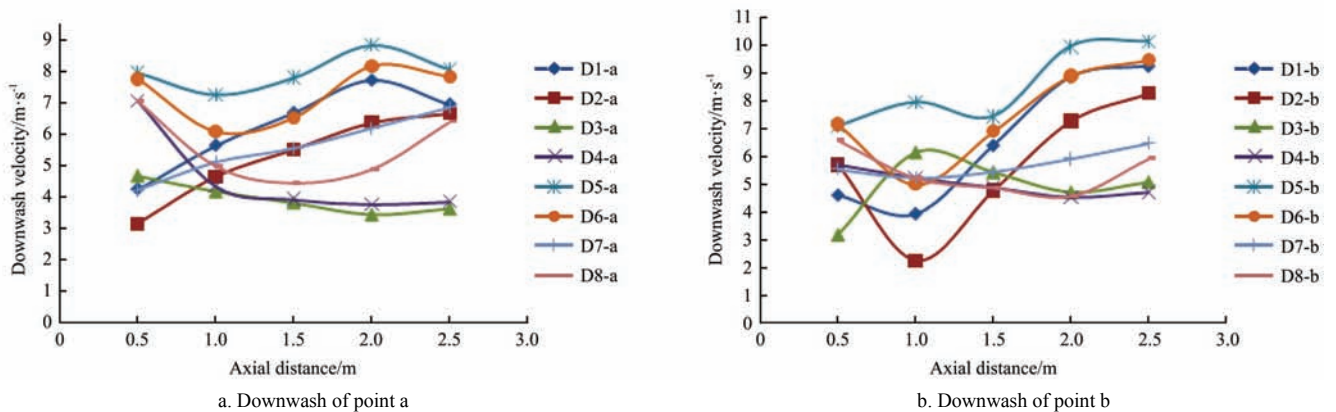 Downwash velocity/m·s⁻¹
9
8
7
6
5
4
3
2
1
0
0
0.5
1.0
1.5
2.0
2.5
3.0
Axial distance/m
D1-a
D2-a
D3-a
D4-a
D5-a
D6-a
D7-a
D8-a
a. Downwash of point a
Downwash velocity/m·s⁻¹
11
10
9
8
7
6
5
4
3
2
1
0
0
0.5
1.0
1.5
2.0
2.5
3.0
Axial distance/m
D1-b
D2-b
D3-b
D4-b
D5-b
D6-b
D7-b
D8-b
b. Downwash of point b